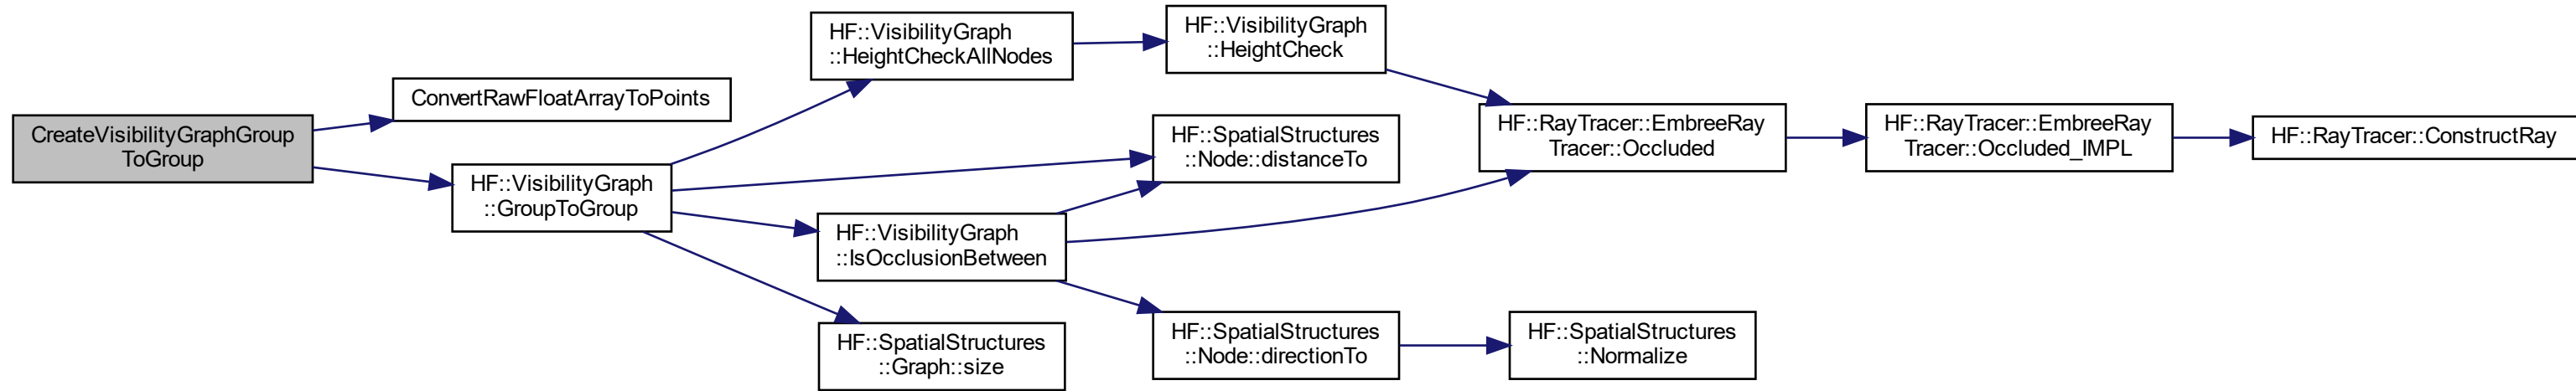 CreateVisibilityGraphGroup
ToGroup
ConvertRawFloatArrayToPoints
HF::VisibilityGraph
::GroupToGroup
HF::VisibilityGraph
::HeightCheckAllNodes
HF::VisibilityGraph
::HeightCheck
HF::SpatialStructures
::Node::distanceTo
HF::VisibilityGraph
::IsOcclusionBetween
HF::SpatialStructures
::Graph::size
HF::SpatialStructures
::Node::directionTo
HF::RayTracer::EmbreeRay
Tracer::Occluded
HF::SpatialStructures
::Normalize
HF::RayTracer::EmbreeRay
Tracer::Occluded_IMPL
HF::RayTracer::ConstructRay